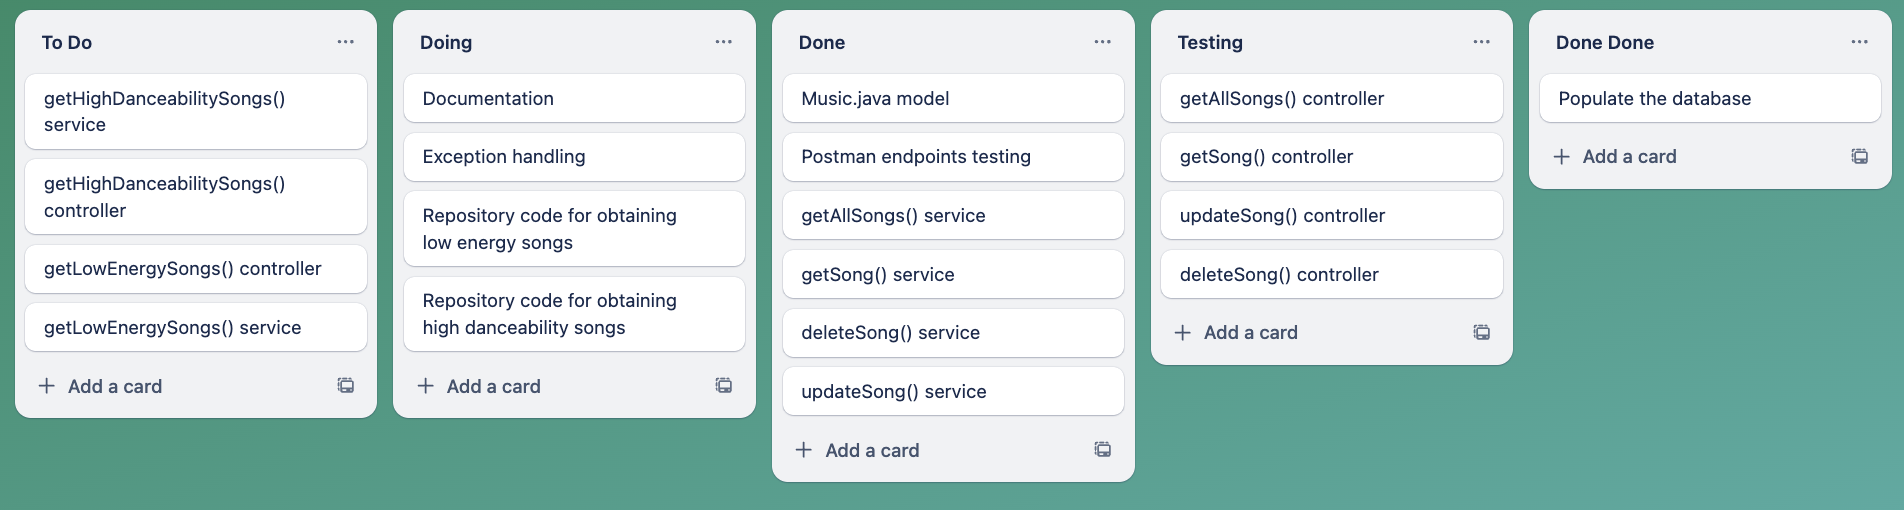 To Do
getHighDanceabilitySongs()
service
getHighDanceabilitySongs()
controller
getLowEnergySongs() controller
getLowEnergySongs() service
Add a card
Doing
Documentation
Exception handling
Repository code for obtaining
low energy songs
Repository code for obtaining
high danceability songs
Add a card
Done
Music.java model
Postman endpoints testing
getAllSongs() service
getSong() service
deleteSong() service
updateSong() service
Add a card
Testing
getAllSongs() controller
getSong() controller
updateSong() controller
deleteSong() controller
Add a card
Done Done
Populate the database
Add a card